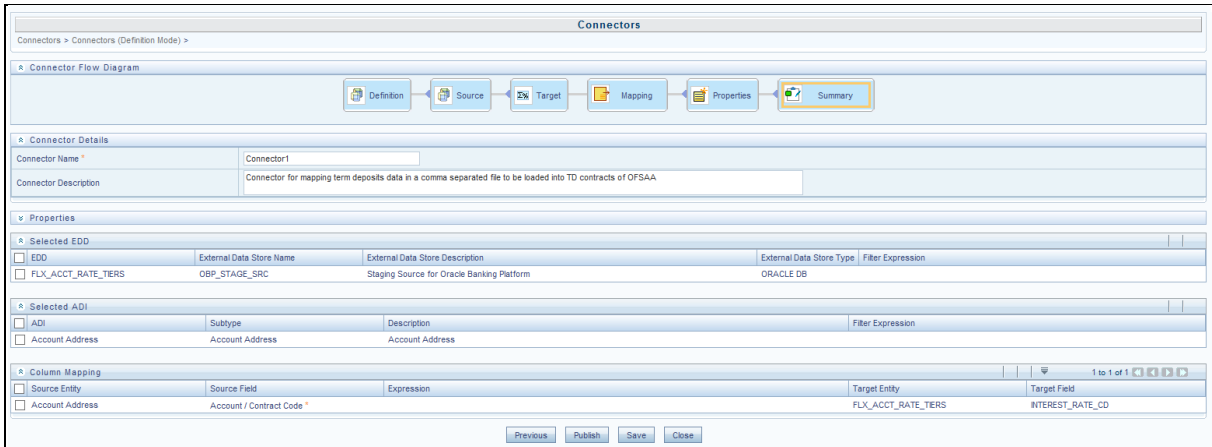 Connectors
Connectors > Connectors (Definition Mode) >
Connector Flow Diagram
Definition Source Target Mapping Properties Summary
Connector Details
Connector Name * Connector1
Connector Description Connector for mapping term deposits data in a comma separated file to be loaded into TD contracts of OFSAA
Properties
Selected EDD
EDD External Data Store Name External Data Store Description External Data Store Type Filter Expression
FLX_ACCT_RATE_TIERS OBP_STAGE_SRC Staging Source for Oracle Banking Platform ORACLE DB
Selected ADI
ADI Subtype Description Filter Expression
Account Address Account Address Account Address
Column Mapping 1 to 1 of 1
Source Entity Source Field Expression Target Entity Target Field
Account Address Account / Contract Code * FLX_ACCT_RATE_TIERS INTEREST_RATE_CD
Previous Publish Save Close